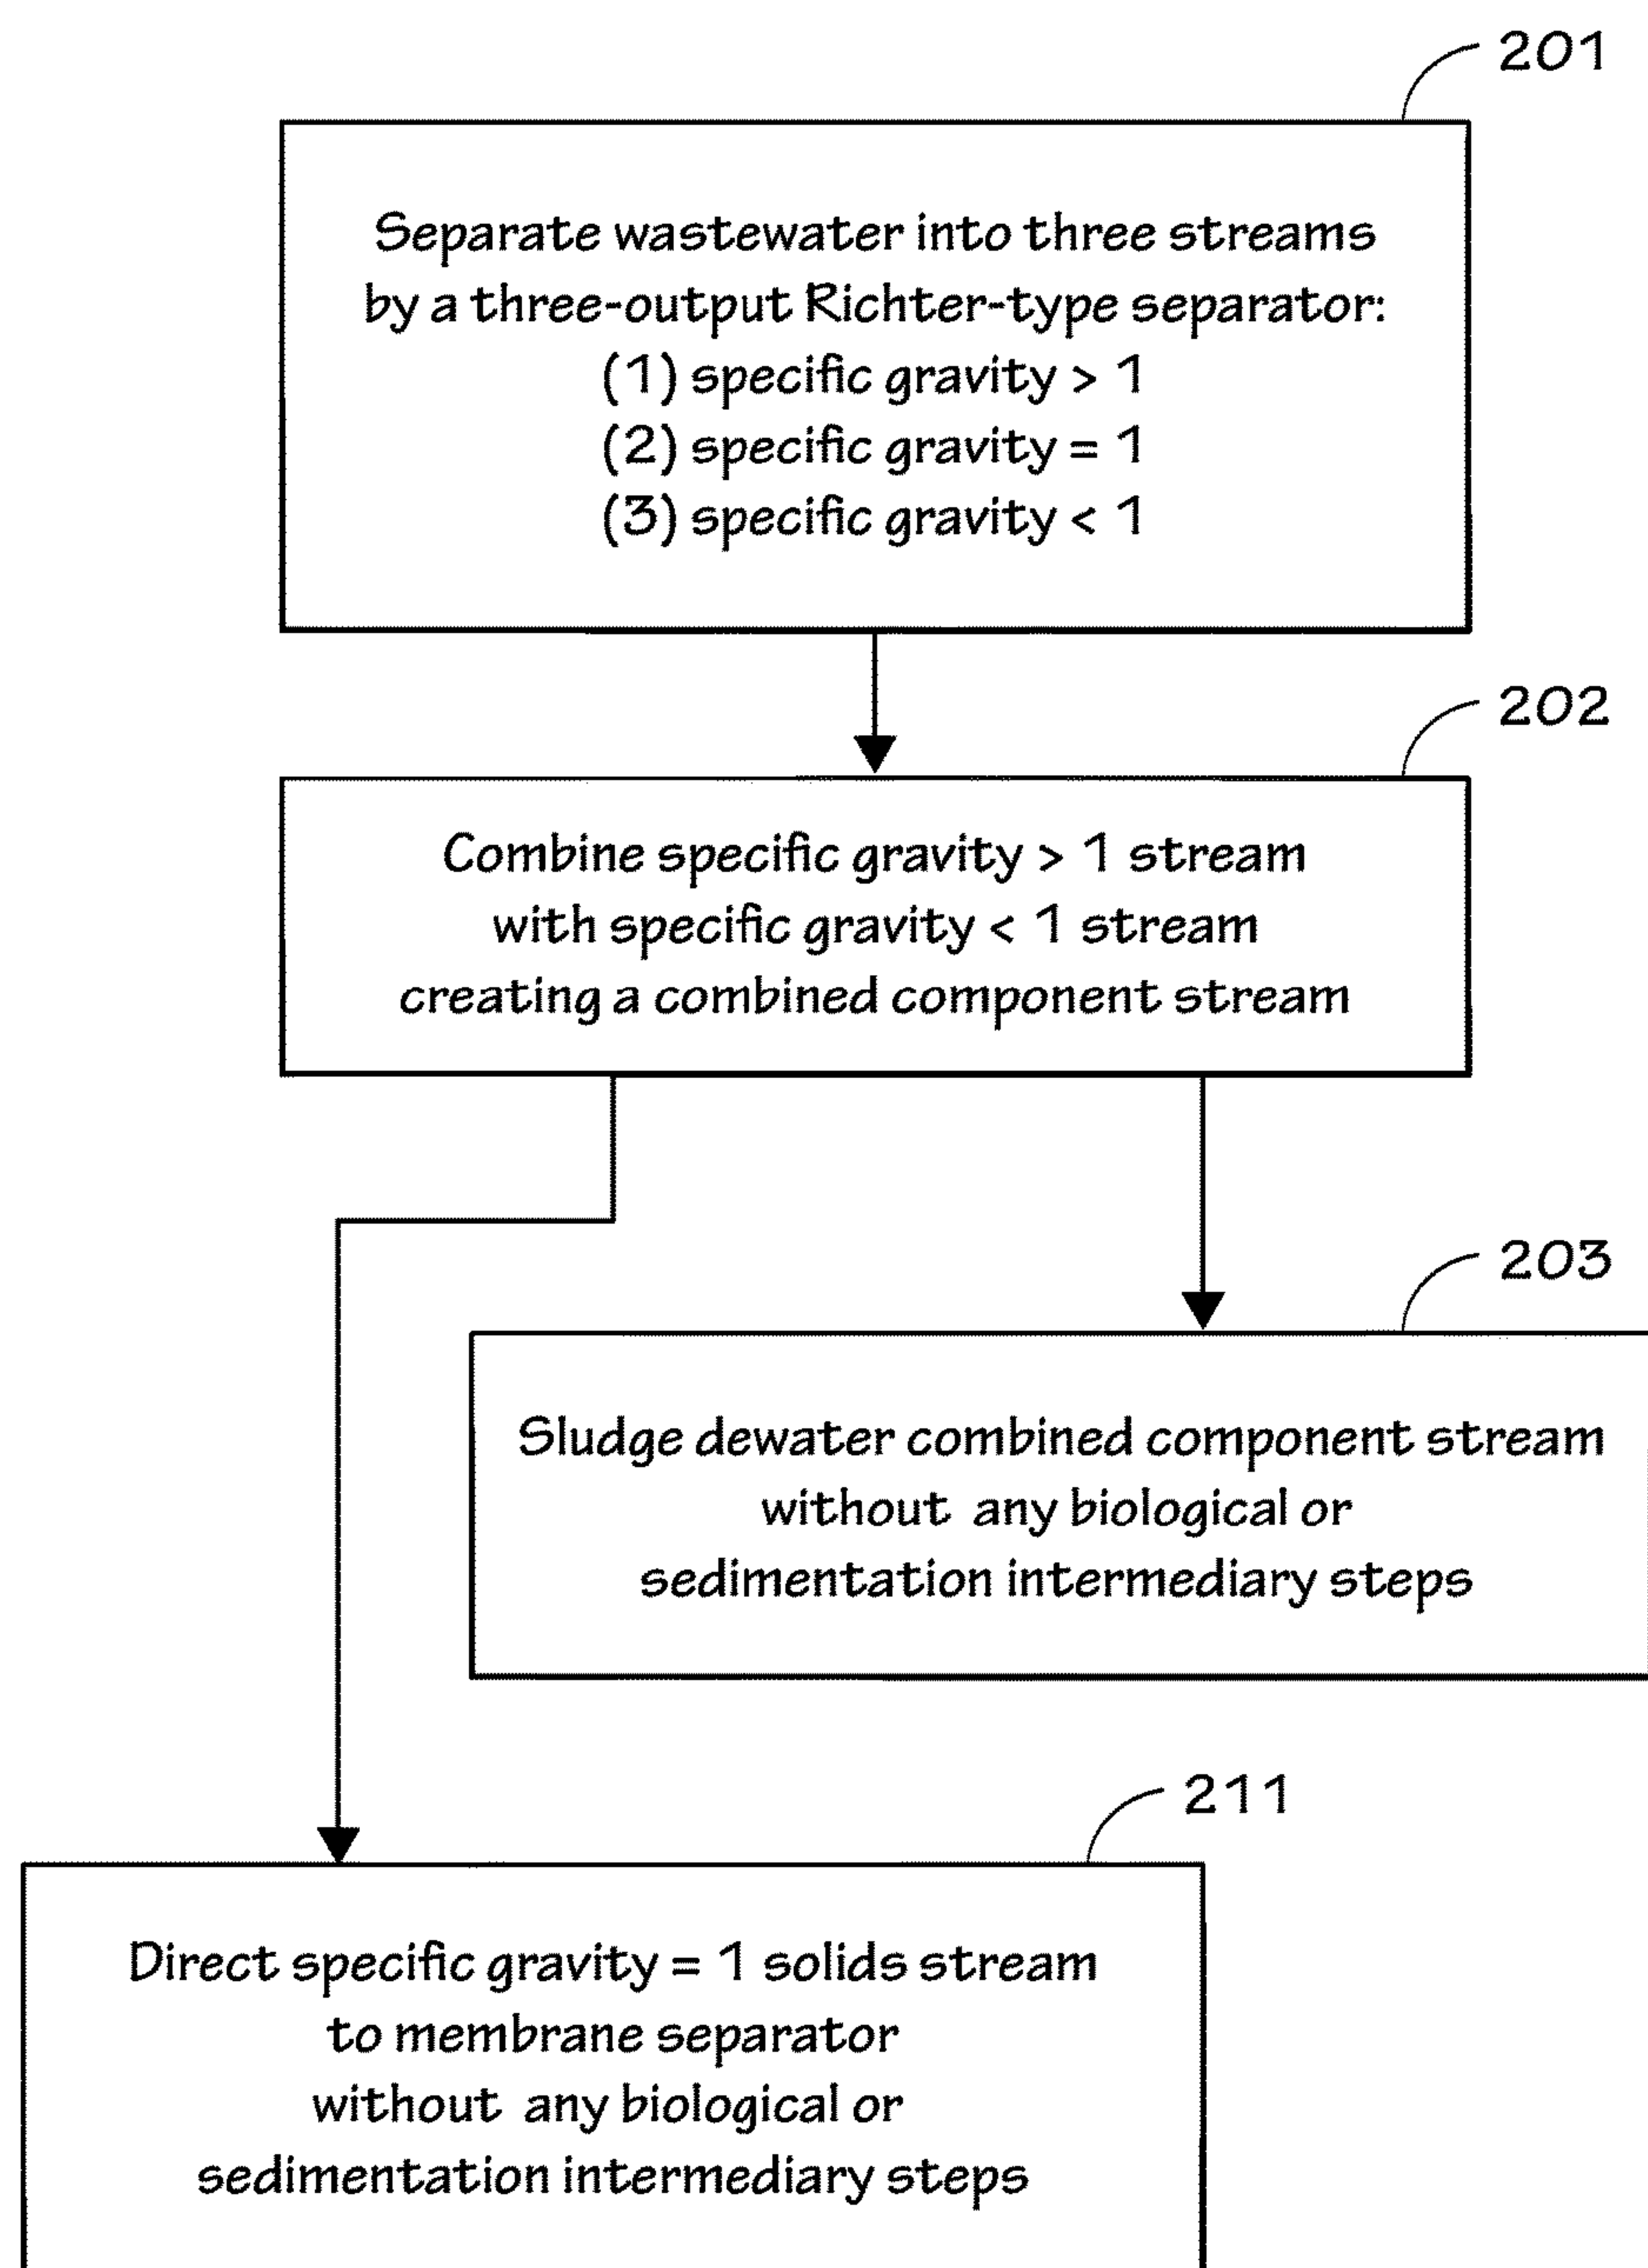 201
Separate wastewater into three streams
by a three-output Richter-type separator:
(1) specific gravity > 1
(2) specific gravity = 1
(3) specific gravity < 1
202
Combine specific gravity > 1 stream
with specific gravity < 1 stream
creating a combined component stream
203
Sludge dewater combined component stream
without any biological or
sedimentation intermediary steps
211
Direct specific gravity = 1 solids stream
to membrane separator
without any biological or
sedimentation intermediary steps